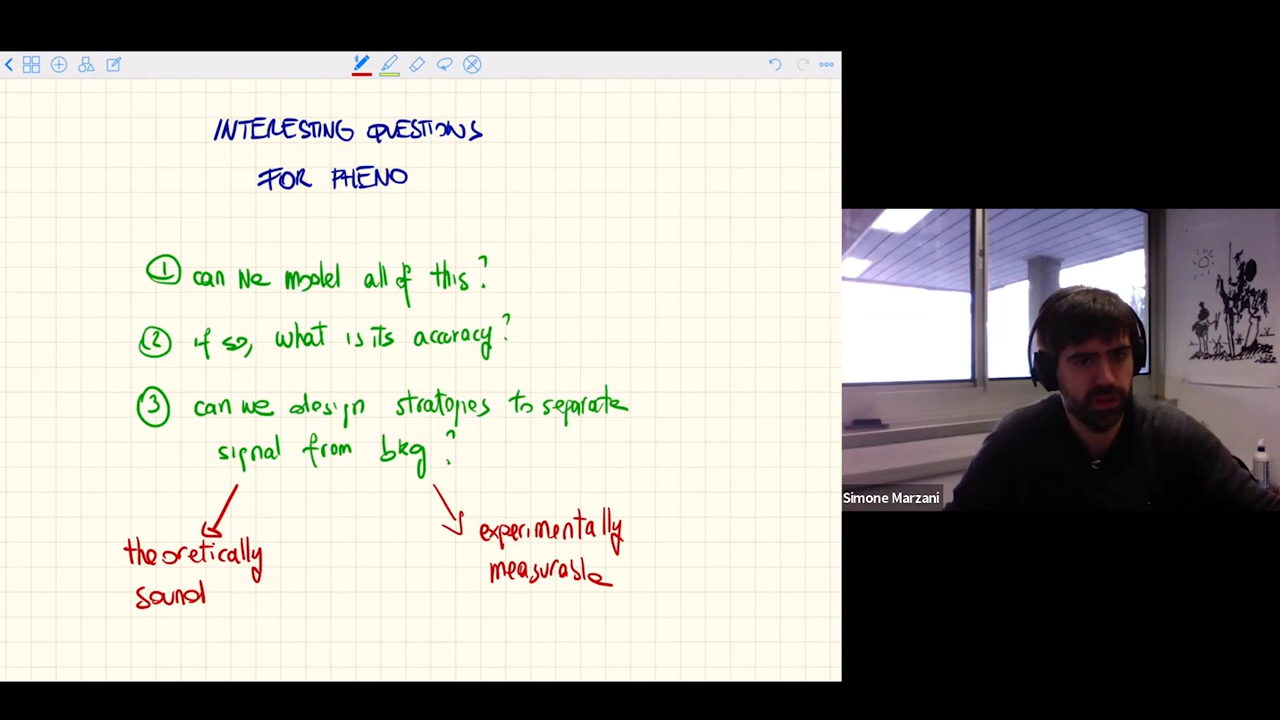 INTERESTING QUESTIONS
FOR PHENO
① can we model all of this?
② if so, what is its accuracy?
③ can we design stratgies to separate
signal from bkg?
theoretically
sound
experimentally
measurable
Simone Marzani